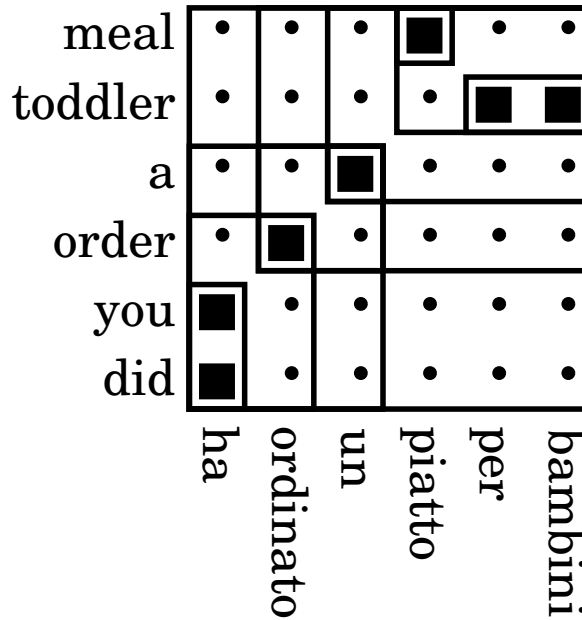 meal
toddler
a
order
you
did
ha
ordinato
un
piatto
per
bambini